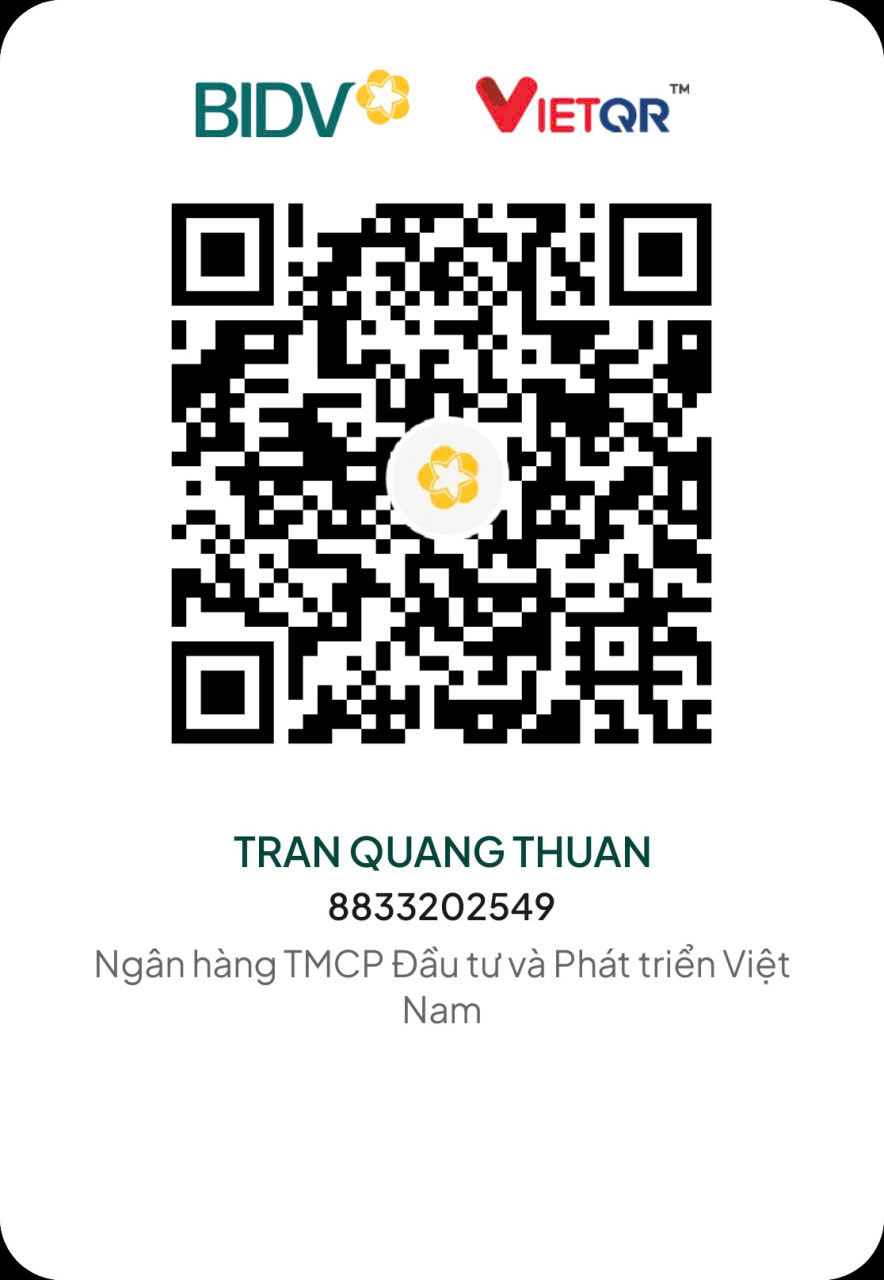 BIDV
VIETQR™
TRAN QUANG THUAN
8833202549
Ngân hàng TMCP Đầu tư và Phát triển Việt
Nam